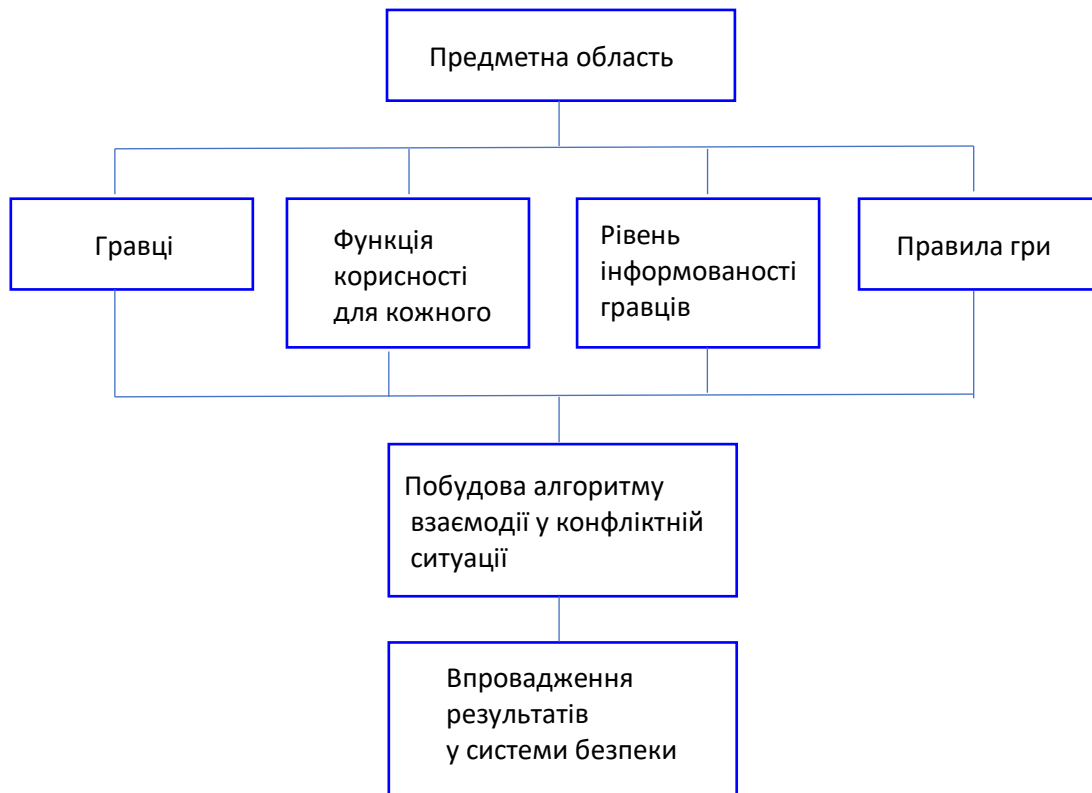 Предметна область
Гравці
Функція
корисності
для кожного
Рівень
інформованості
гравців
Правила гри
Побудова алгоритму
взаємодії у конфліктній
ситуації
Впровадження
результатів
у системи безпеки